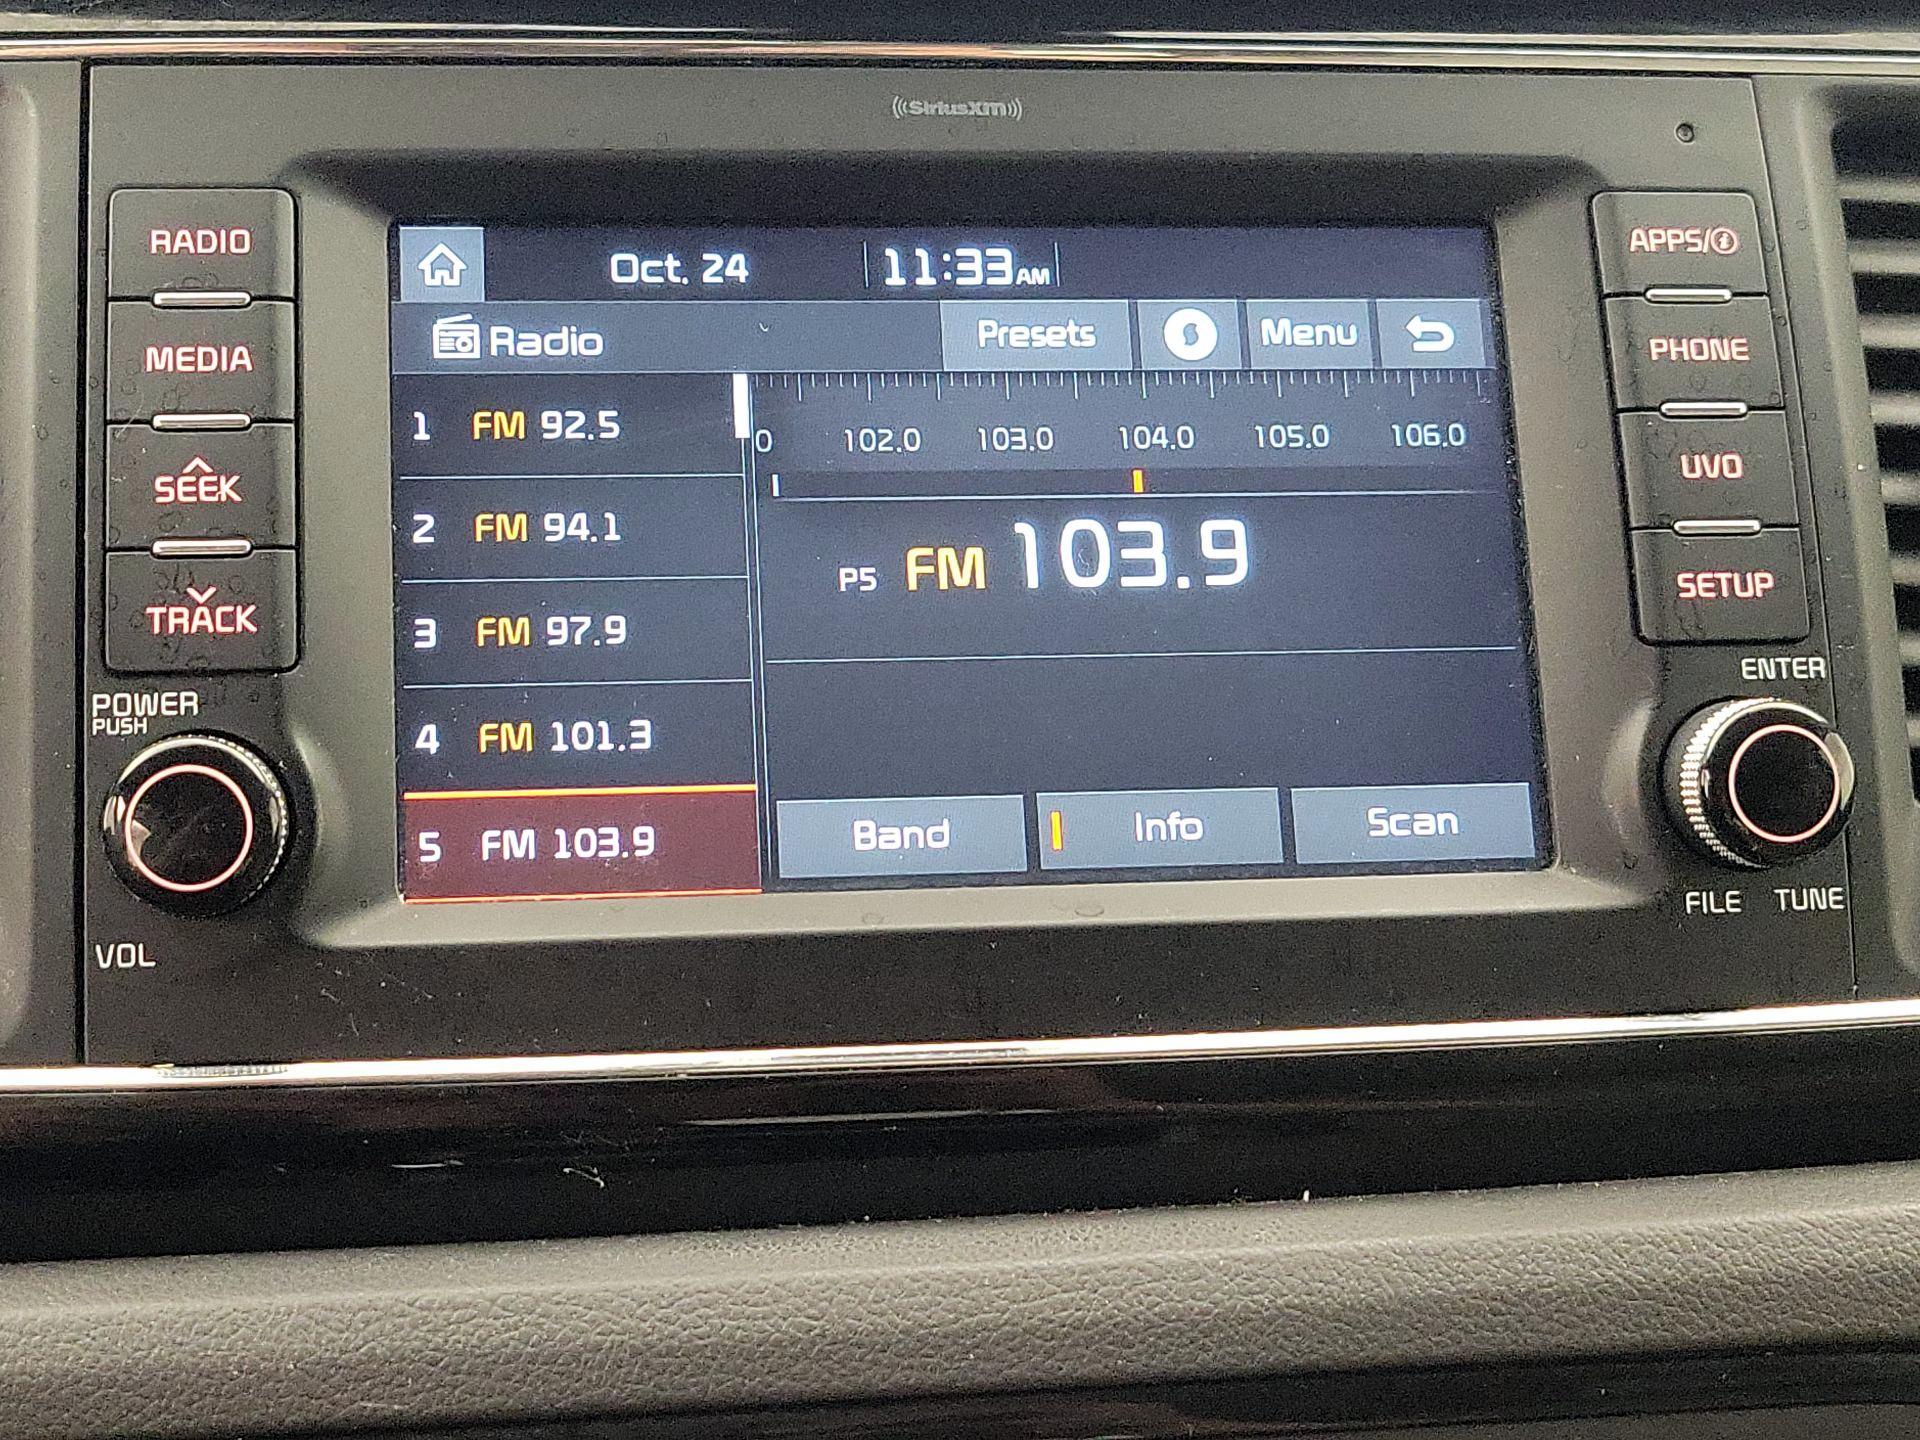 SiriusXM
RADIO
MEDIA
SEEK
TRACK
POWER
PUSH
VOL
Oct. 24 11:33 AM
Radio Presets Menu
1 FM 92.5
2 FM 94.1
3 FM 97.9
4 FM 101.3
5 FM 103.9
0 102.0 103.0 104.0 105.0 106.0
P5 FM 103.9
Band Info Scan
APPS/i
PHONE
UVO
SETUP
ENTER
FILE TUNE